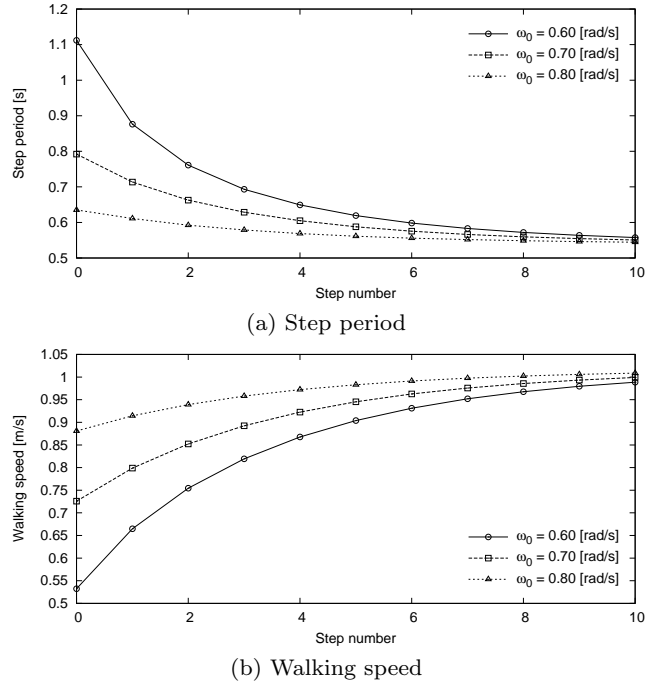 1.2
1.1
1
0.9
0.8
0.7
0.6
0.5
Step period [s]
ω0 = 0.60 [rad/s]
ω0 = 0.70 [rad/s]
ω0 = 0.80 [rad/s]
0 2 4 6 8 10
Step number
(a) Step period
1.05
1
0.95
0.9
0.85
0.8
0.75
0.7
0.65
0.6
0.55
0.5
Walking speed [m/s]
ω0 = 0.60 [rad/s]
ω0 = 0.70 [rad/s]
ω0 = 0.80 [rad/s]
0 2 4 6 8 10
Step number
(b) Walking speed